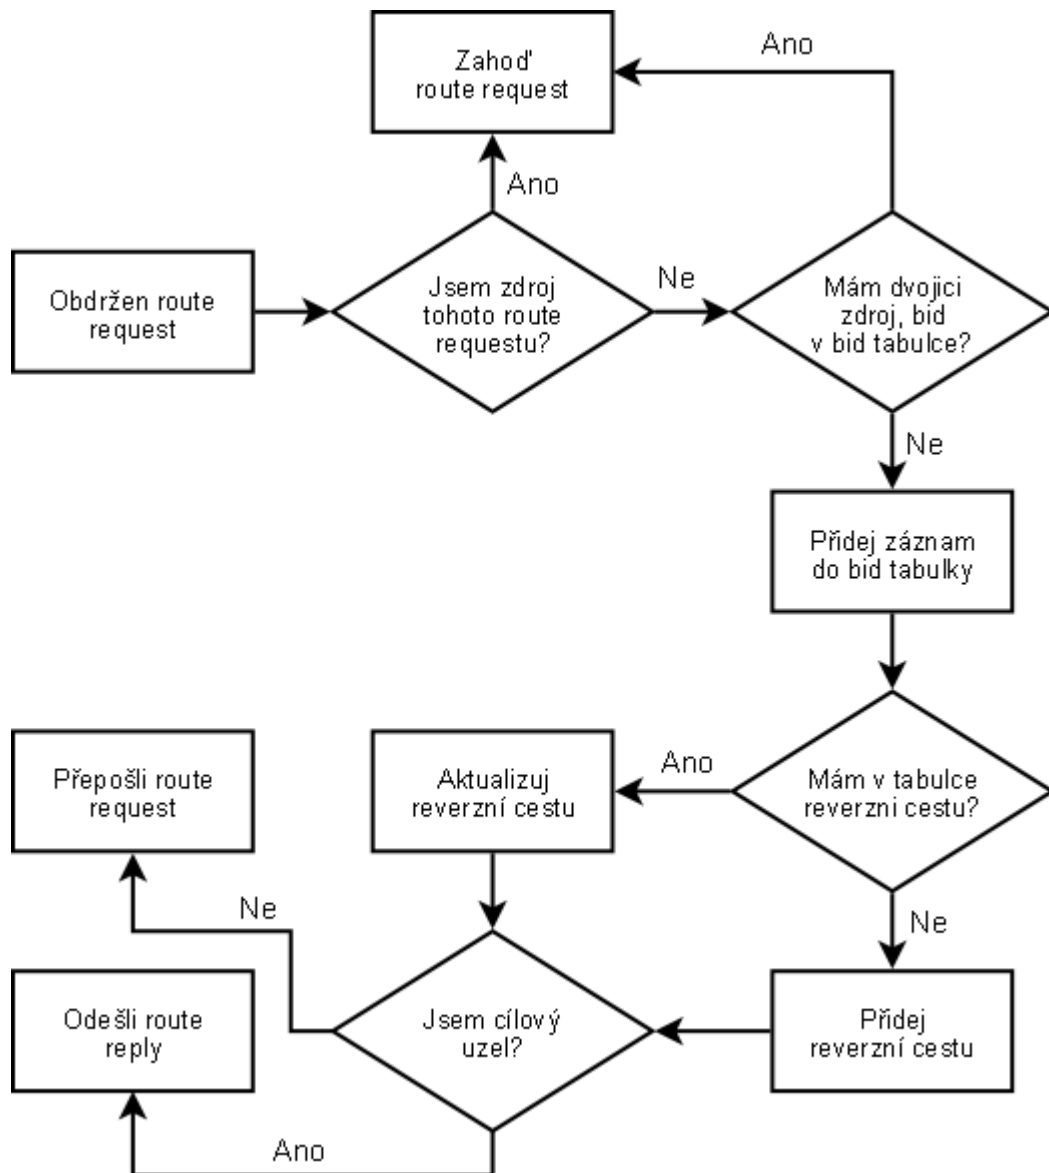 Zahoď
route request
Ano
Ano
Obdržen route
request
Jsem zdroj
tohoto route
requestu?
Ne
Mám dvojici
zdroj, bid
v bid tabulce?
Ne
Přidej záznam
do bid tabulky
Přepošli route
request
Aktualizuj
reverzní cestu
Ano
Mám v tabulce
reverzni cestu?
Ne
Ne
Odešli route
reply
Jsem cílový
uzel?
Přidej
reverzní cestu
Ano